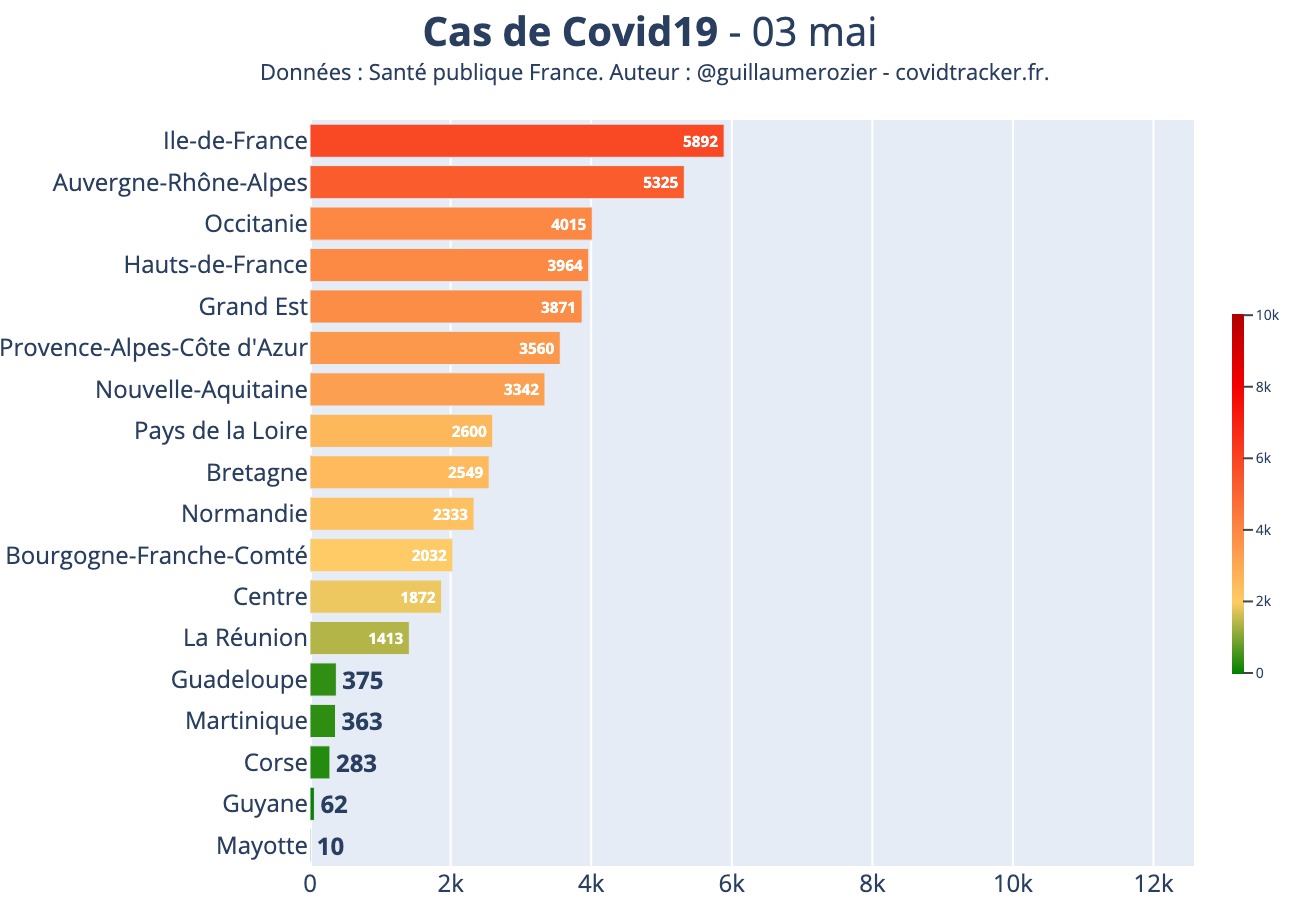 Cas de Covid19 - 03 mai
Données : Santé publique France. Auteur : @guillaumerozier - covidtracker.fr.
Ile-de-France 5892
Auvergne-Rhône-Alpes 5325
Occitanie 4015
Hauts-de-France 3964
Grand Est 3871
Provence-Alpes-Côte d'Azur 3560
Nouvelle-Aquitaine 3342
Pays de la Loire 2600
Bretagne 2549
Normandie 2333
Bourgogne-Franche-Comté 2032
Centre 1872
La Réunion 1413
Guadeloupe 375
Martinique 363
Corse 283
Guyane 62
Mayotte 10
0 2k 4k 6k 8k 10k 12k
10k
8k
6k
4k
2k
0